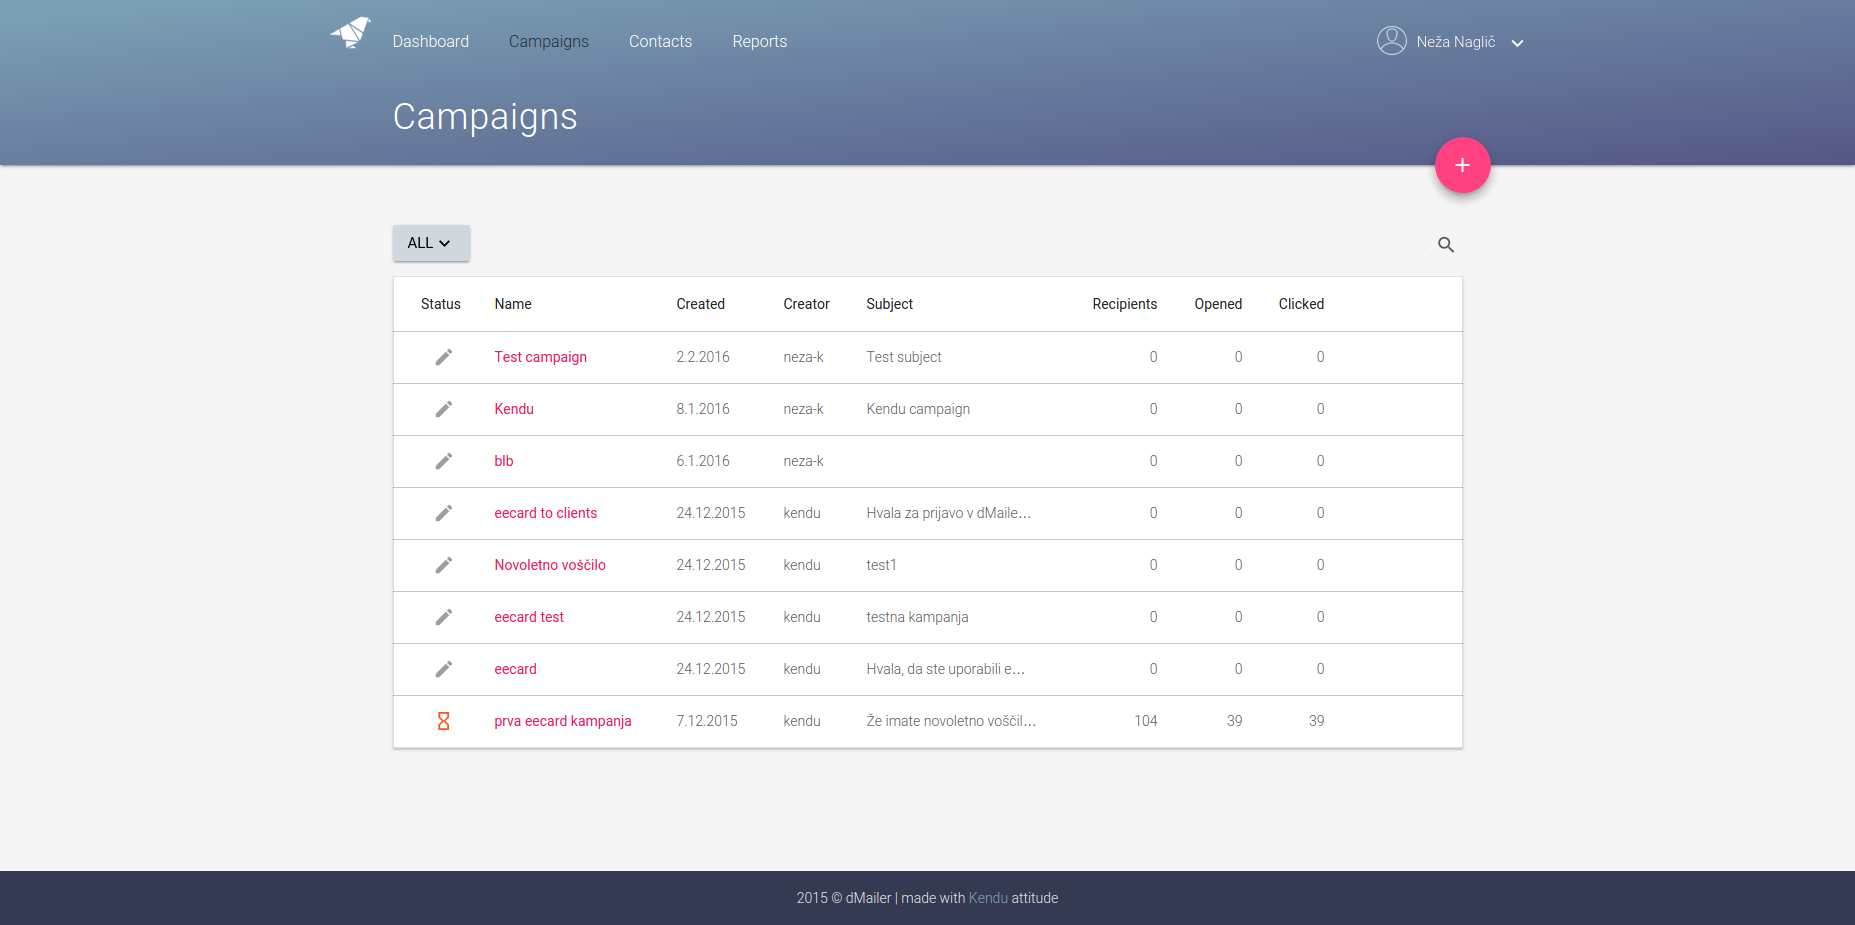 Dashboard Campaigns Contacts Reports Neža Naglič
Campaigns
+
ALL
Status Name Created Creator Subject Recipients Opened Clicked
Test campaign 2.2.2016 neza-k Test subject 0 0 0
Kendu 8.1.2016 neza-k Kendu campaign 0 0 0
blb 6.1.2016 neza-k 0 0 0
eecard to clients 24.12.2015 kendu Hvala za prijavo v dMaile... 0 0 0
Novoletno voščilo 24.12.2015 kendu test1 0 0 0
eecard test 24.12.2015 kendu testna kampanja 0 0 0
eecard 24.12.2015 kendu Hvala, da ste uporabili e... 0 0 0
prva eecard kampanja 7.12.2015 kendu Že imate novoletno voščil... 104 39 39
2015 © dMailer | made with Kendu attitude